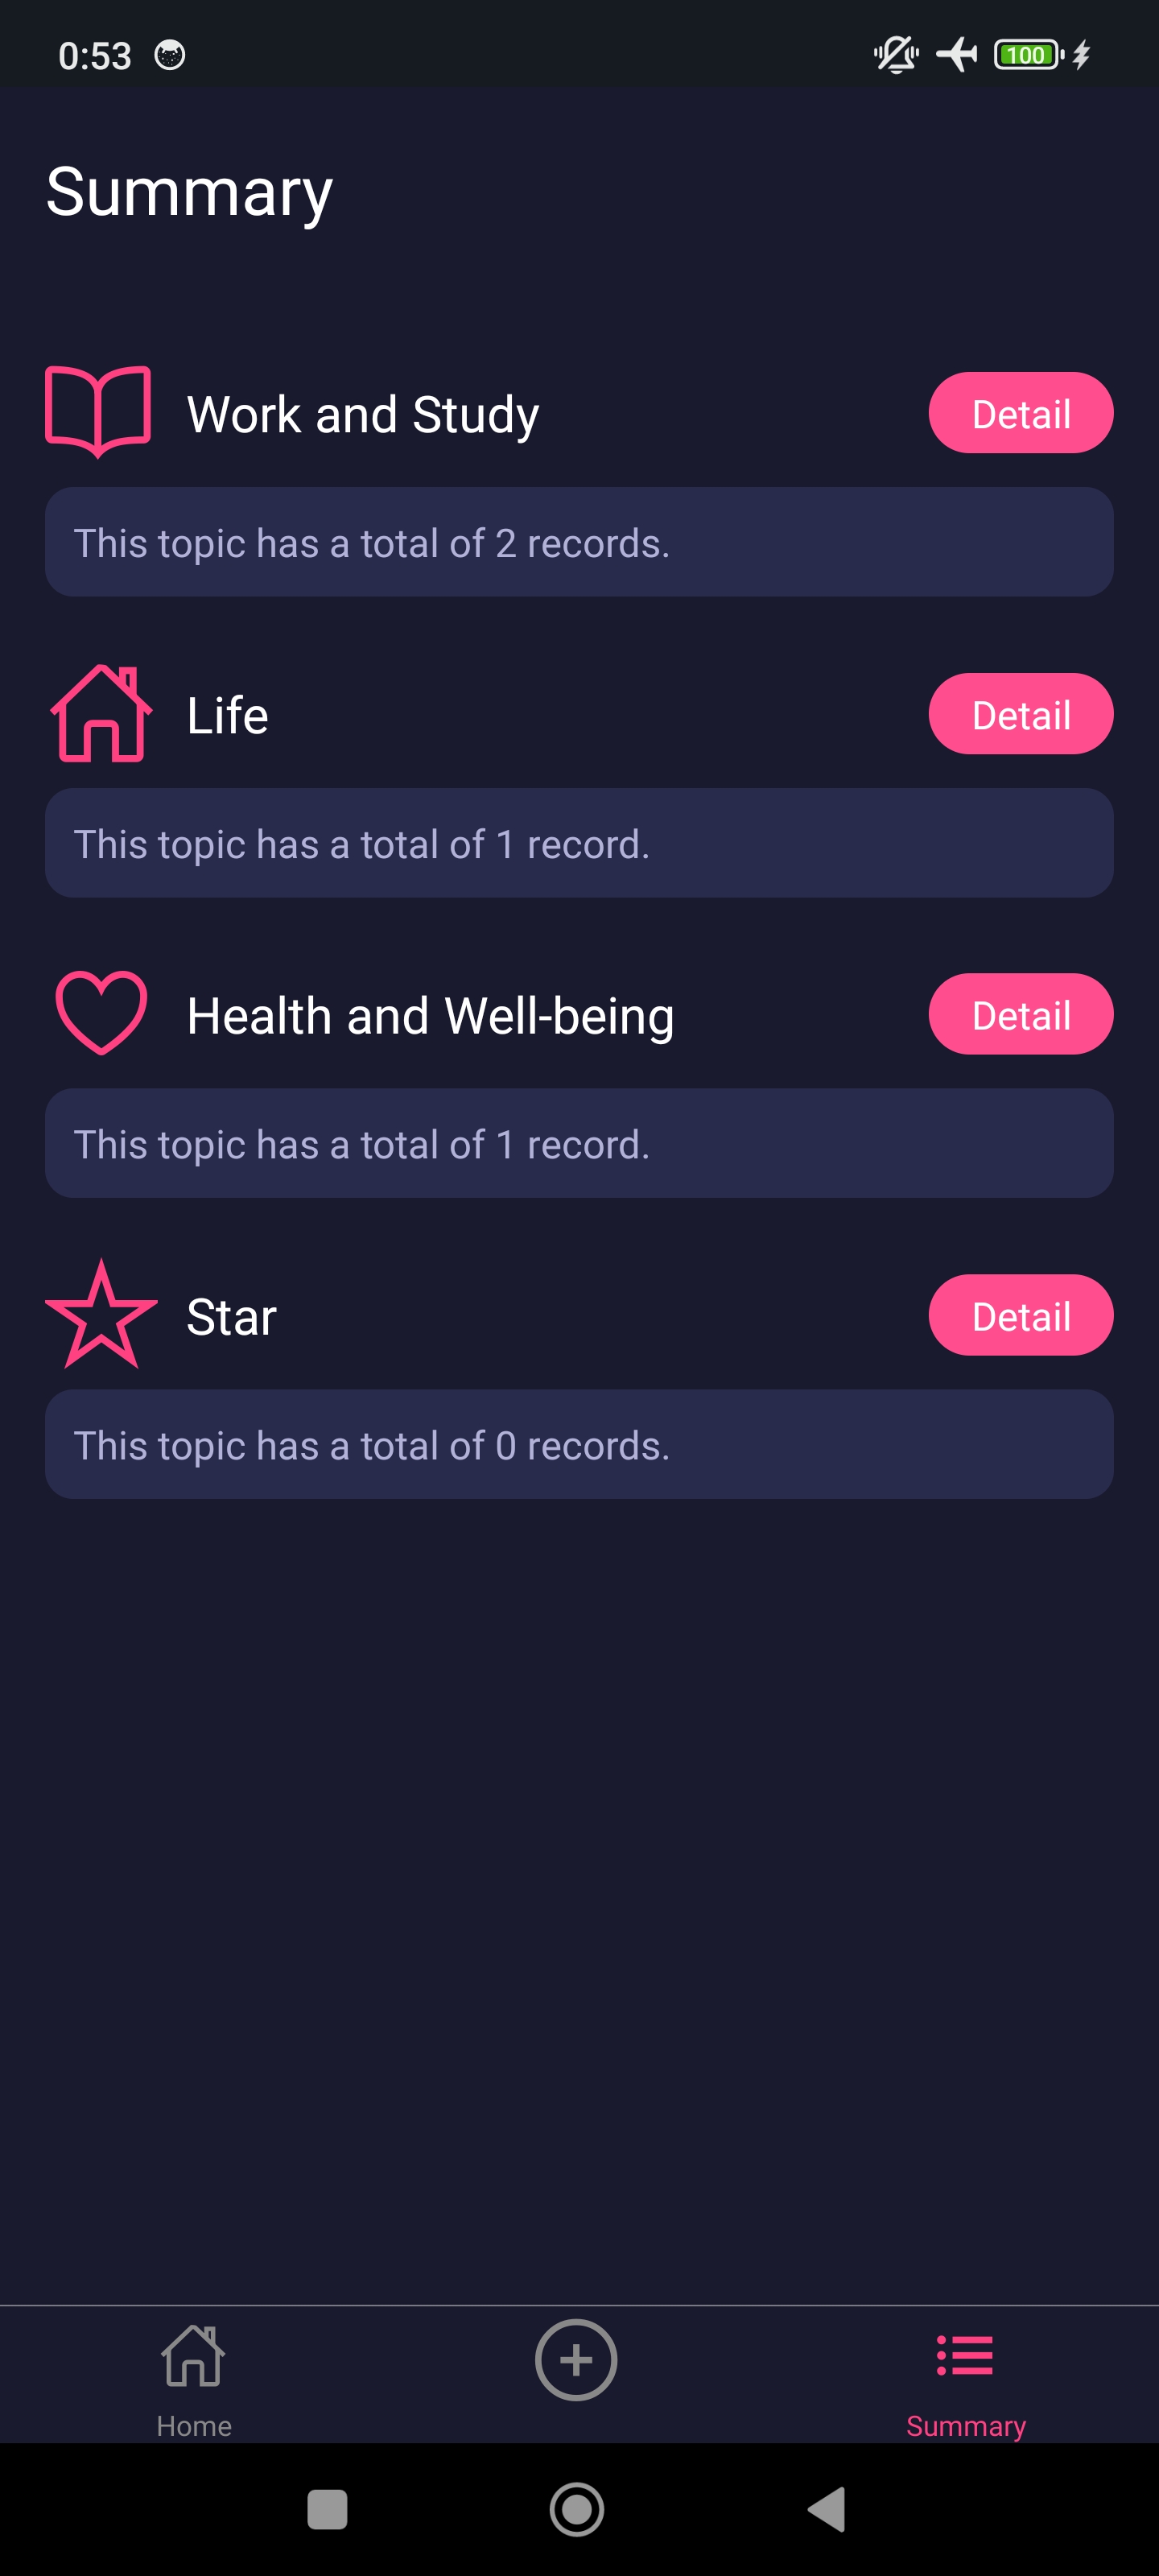 0:53
100
Summary
Work and Study
Detail
This topic has a total of 2 records.
Life
Detail
This topic has a total of 1 record.
Health and Well-being
Detail
This topic has a total of 1 record.
Star
Detail
This topic has a total of 0 records.
Home
Summary